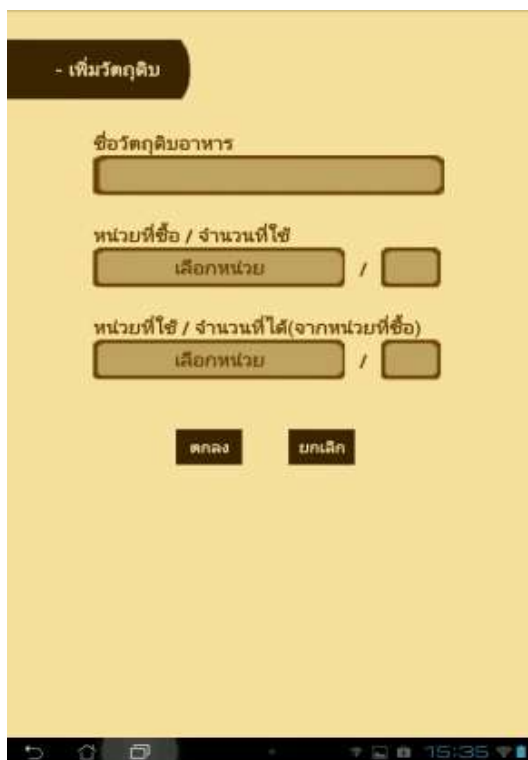 - เพิ่มวัตถุดิบ
ชื่อวัตถุดิบอาหาร
หน่วยที่ซื้อ / จำนวนที่ใช้
เลือกหน่วย /
หน่วยที่ใช้ / จำนวนที่ได้(จากหน่วยที่ซื้อ)
เลือกหน่วย /
ตกลง ยกเลิก
15:35